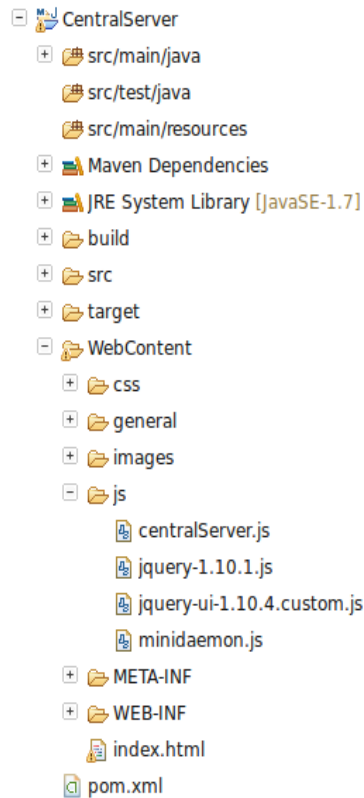 CentralServer
src/main/java
src/test/java
src/main/resources
Maven Dependencies
JRE System Library [JavaSE-1.7]
build
src
target
WebContent
css
general
images
js
centralServer.js
jquery-1.10.1.js
jquery-ui-1.10.4.custom.js
minidaemon.js
META-INF
WEB-INF
index.html
pom.xml